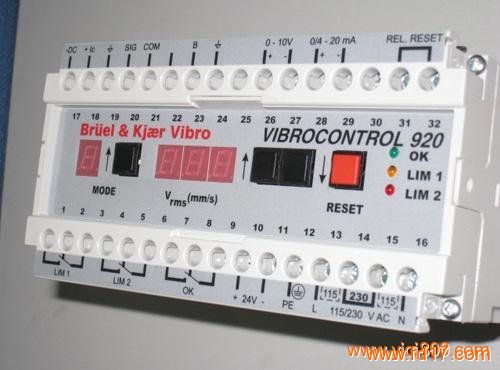 -DC + Ic SIG COM B 0 - 10V 0/4 - 20 mA REL. RESET
+ - + -
17 18 19 20 21 22 23 24 25 26 27 28 29 30 31 32
Brüel & Kjær Vibro VIBROCONTROL 920
OK
LIM 1
LIM 2
MODE Vrms(mm/s) RESET
1 2 3 4 5 6 7 8 9 10 11 12 13 14 15 16
LIM 1 LIM 2 OK + 24V - PE L 115 230 115 N
115/230 V AC
www.fd17.com